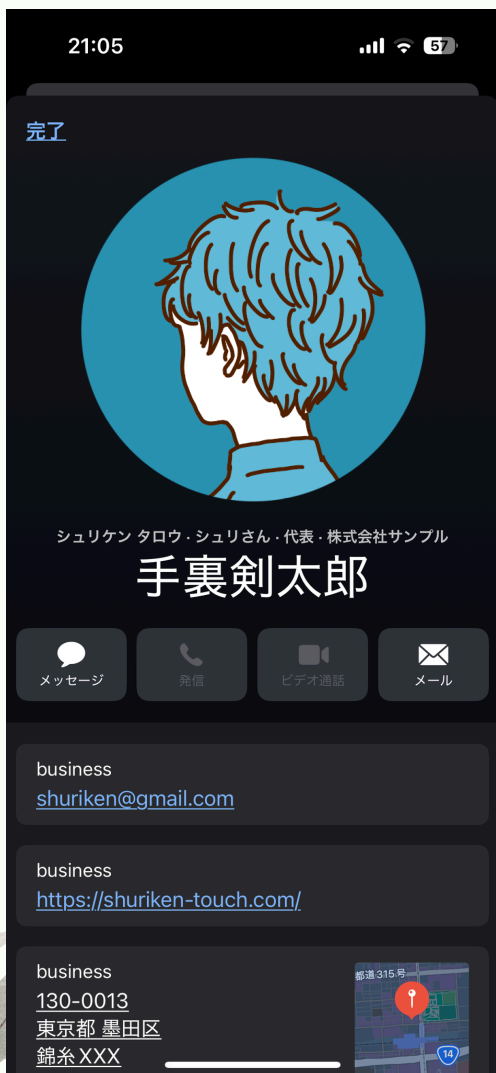 21:05
57
完了
シュリケン タロウ · シュリさん · 代表 · 株式会社サンプル
手裏剣太郎
メッセージ
発信
ビデオ通話
メール
business
shuriken@gmail.com
business
https://shuriken-touch.com/
business
130-0013
東京都 墨田区
錦糸 XXX
都道315号
14